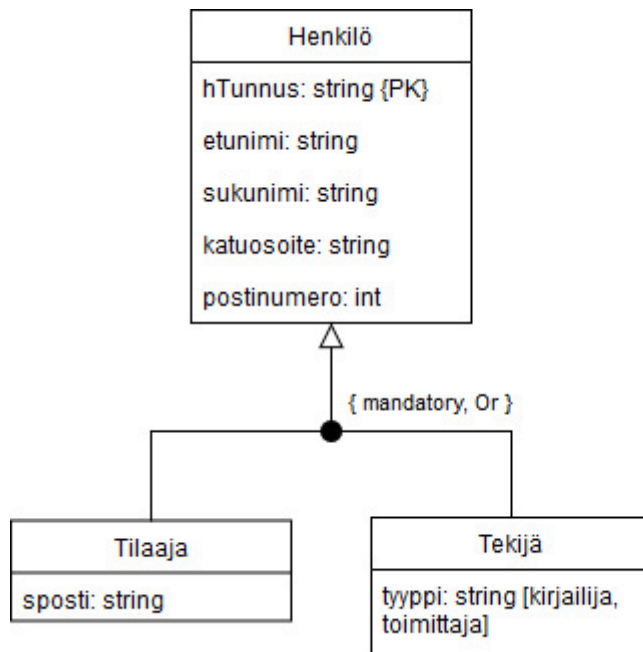 Henkilö
hTunnus: string {PK}
etunimi: string
sukunimi: string
katuosoite: string
postinumero: int
{ mandatory, Or }
Tilaaja
sposti: string
Tekijä
tyyppi: string [kirjailija,
toimittaja]